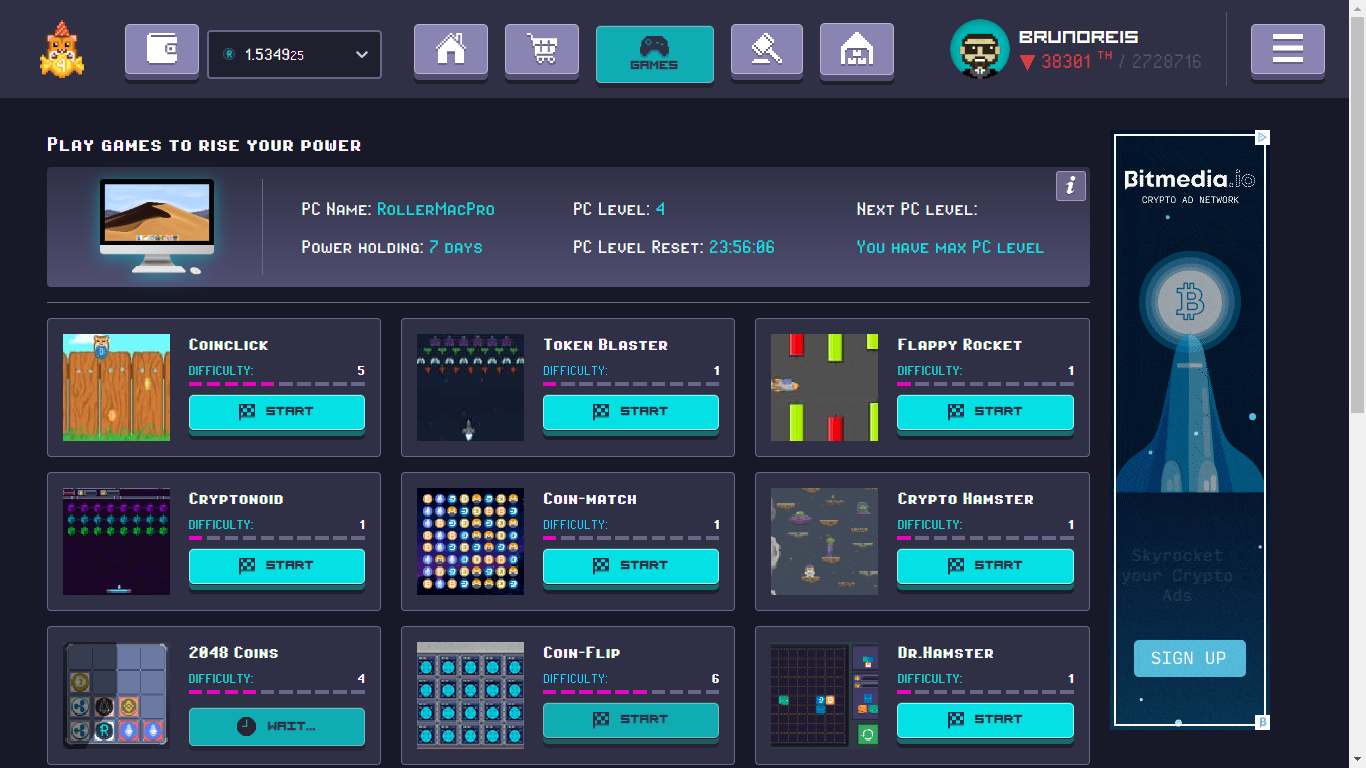 1.534925
GAMES
BRUNOREIS
38301 TH / 2728716
Play games to rise your power
PC Name: RollerMacPro
PC Level: 4
Next PC level:
Power holding: 7 days
PC Level Reset: 23:56:06
You have max PC level
i
Coinclick
Difficulty: 5
START
Token Blaster
Difficulty: 1
START
Flappy Rocket
Difficulty: 1
START
Cryptonoid
Difficulty: 1
START
Coin-match
Difficulty: 1
START
Crypto Hamster
Difficulty: 1
START
2048 Coins
Difficulty: 4
WAIT...
Coin-Flip
Difficulty: 6
START
Dr.Hamster
Difficulty: 1
START
Bitmedia.io
CRYPTO AD NETWORK
Skyrocket
your Crypto
Ads
SIGN UP